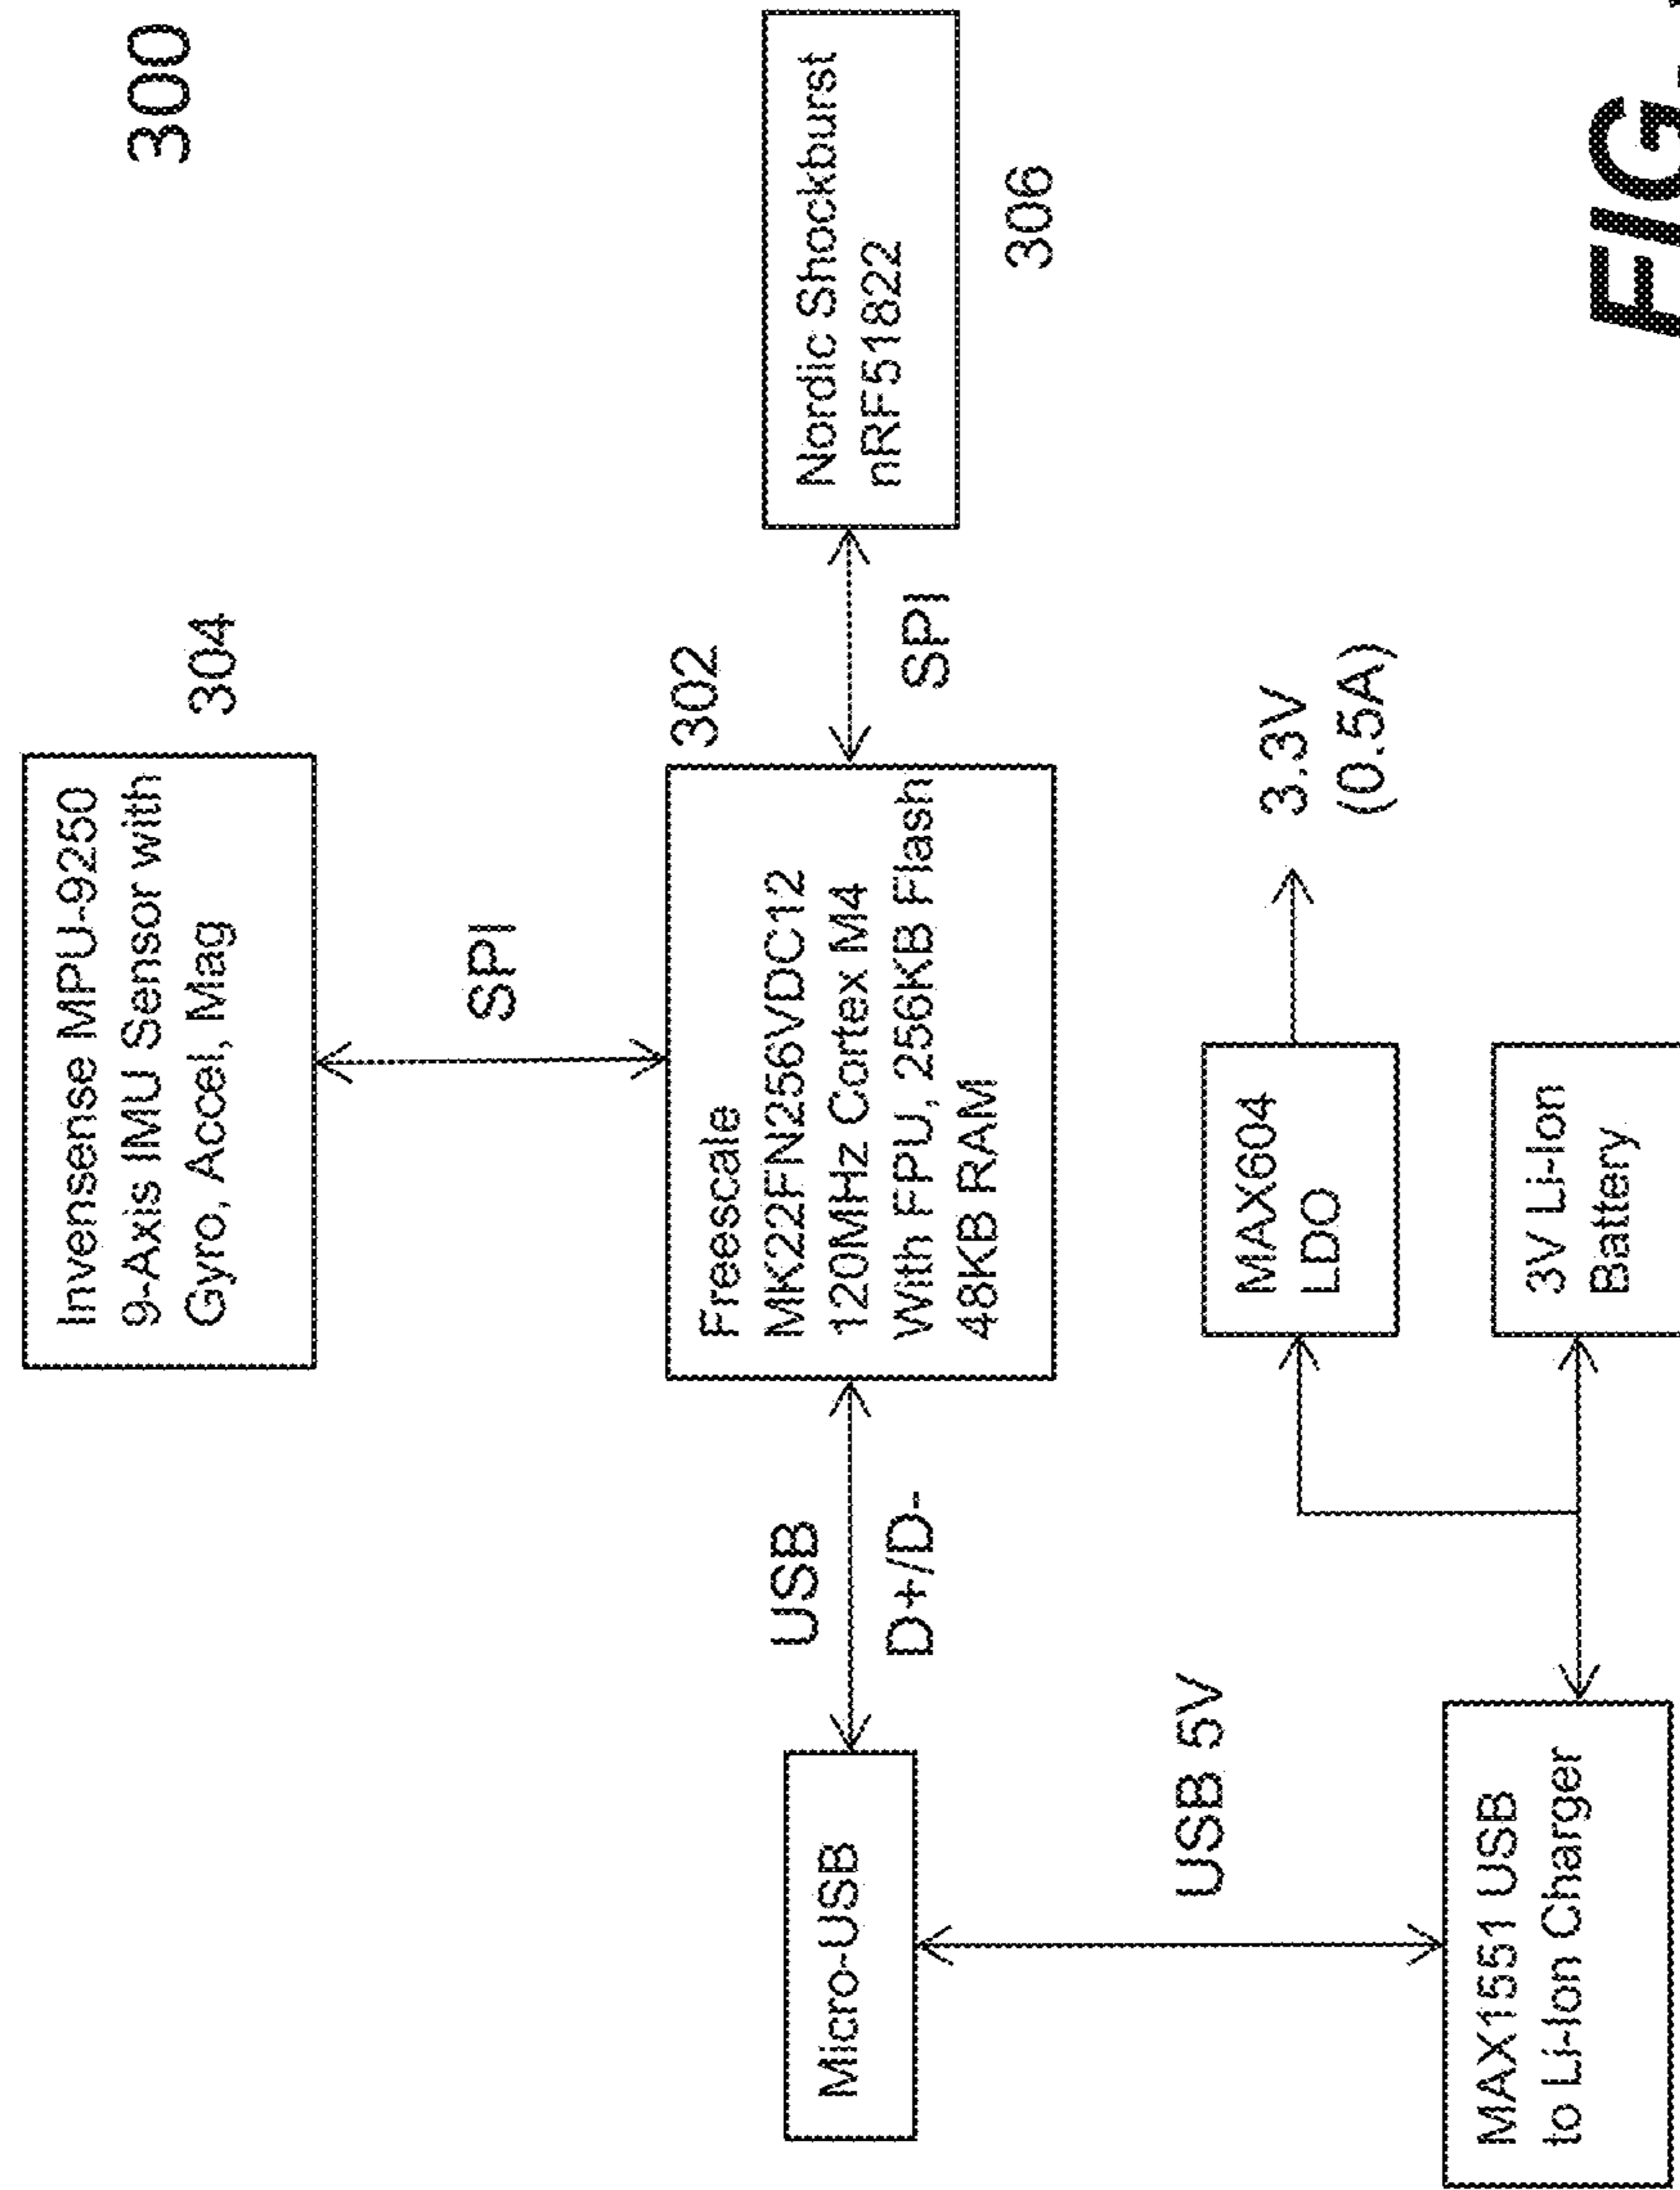 300
Invensense MPU-9250
9-Axis IMU Sensor with
Gyro, Accel, Mag
304
SPI
302
Freescale
MK22FN256VDC12
120MHz Cortex M4
With FPU, 256KB Flash
48KB RAM
USB
D+/D-
Micro-USB
SPI
Nordic Shockburst
nRF51822
306
USB 5V
MAX604
LDO
3.3V
(0.5A)
MAX1551 USB
to Li-Ion Charger
3V Li-Ion
Battery
FIG.